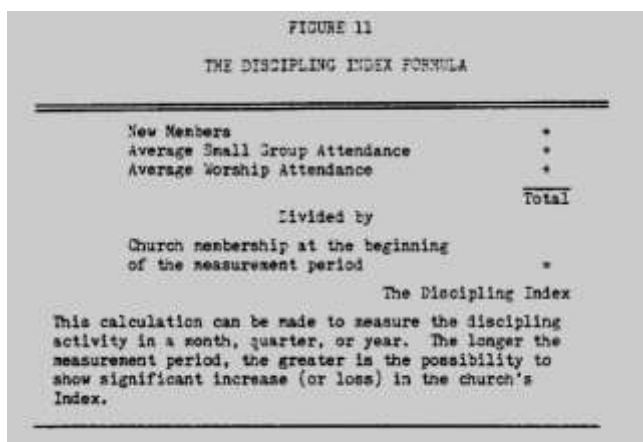 FIGURE 11
THE DISCIPLING INDEX FORMULA
New Members +
Average Small Group Attendance +
Average Worship Attendance +
Total
Divided by
Church membership at the beginning
of the measurement period =
The Discipling Index
This calculation can be made to measure the discipling
activity in a month, quarter, or year. The longer the
measurement period, the greater is the possibility to
show significant increase (or loss) in the church's
Index.